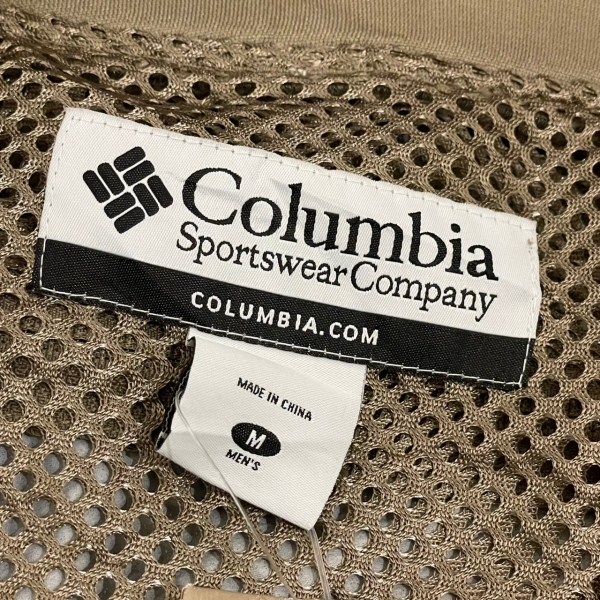 Columbia
Sportswear Company
COLUMBIA.COM
MADE IN CHINA
M
MEN'S